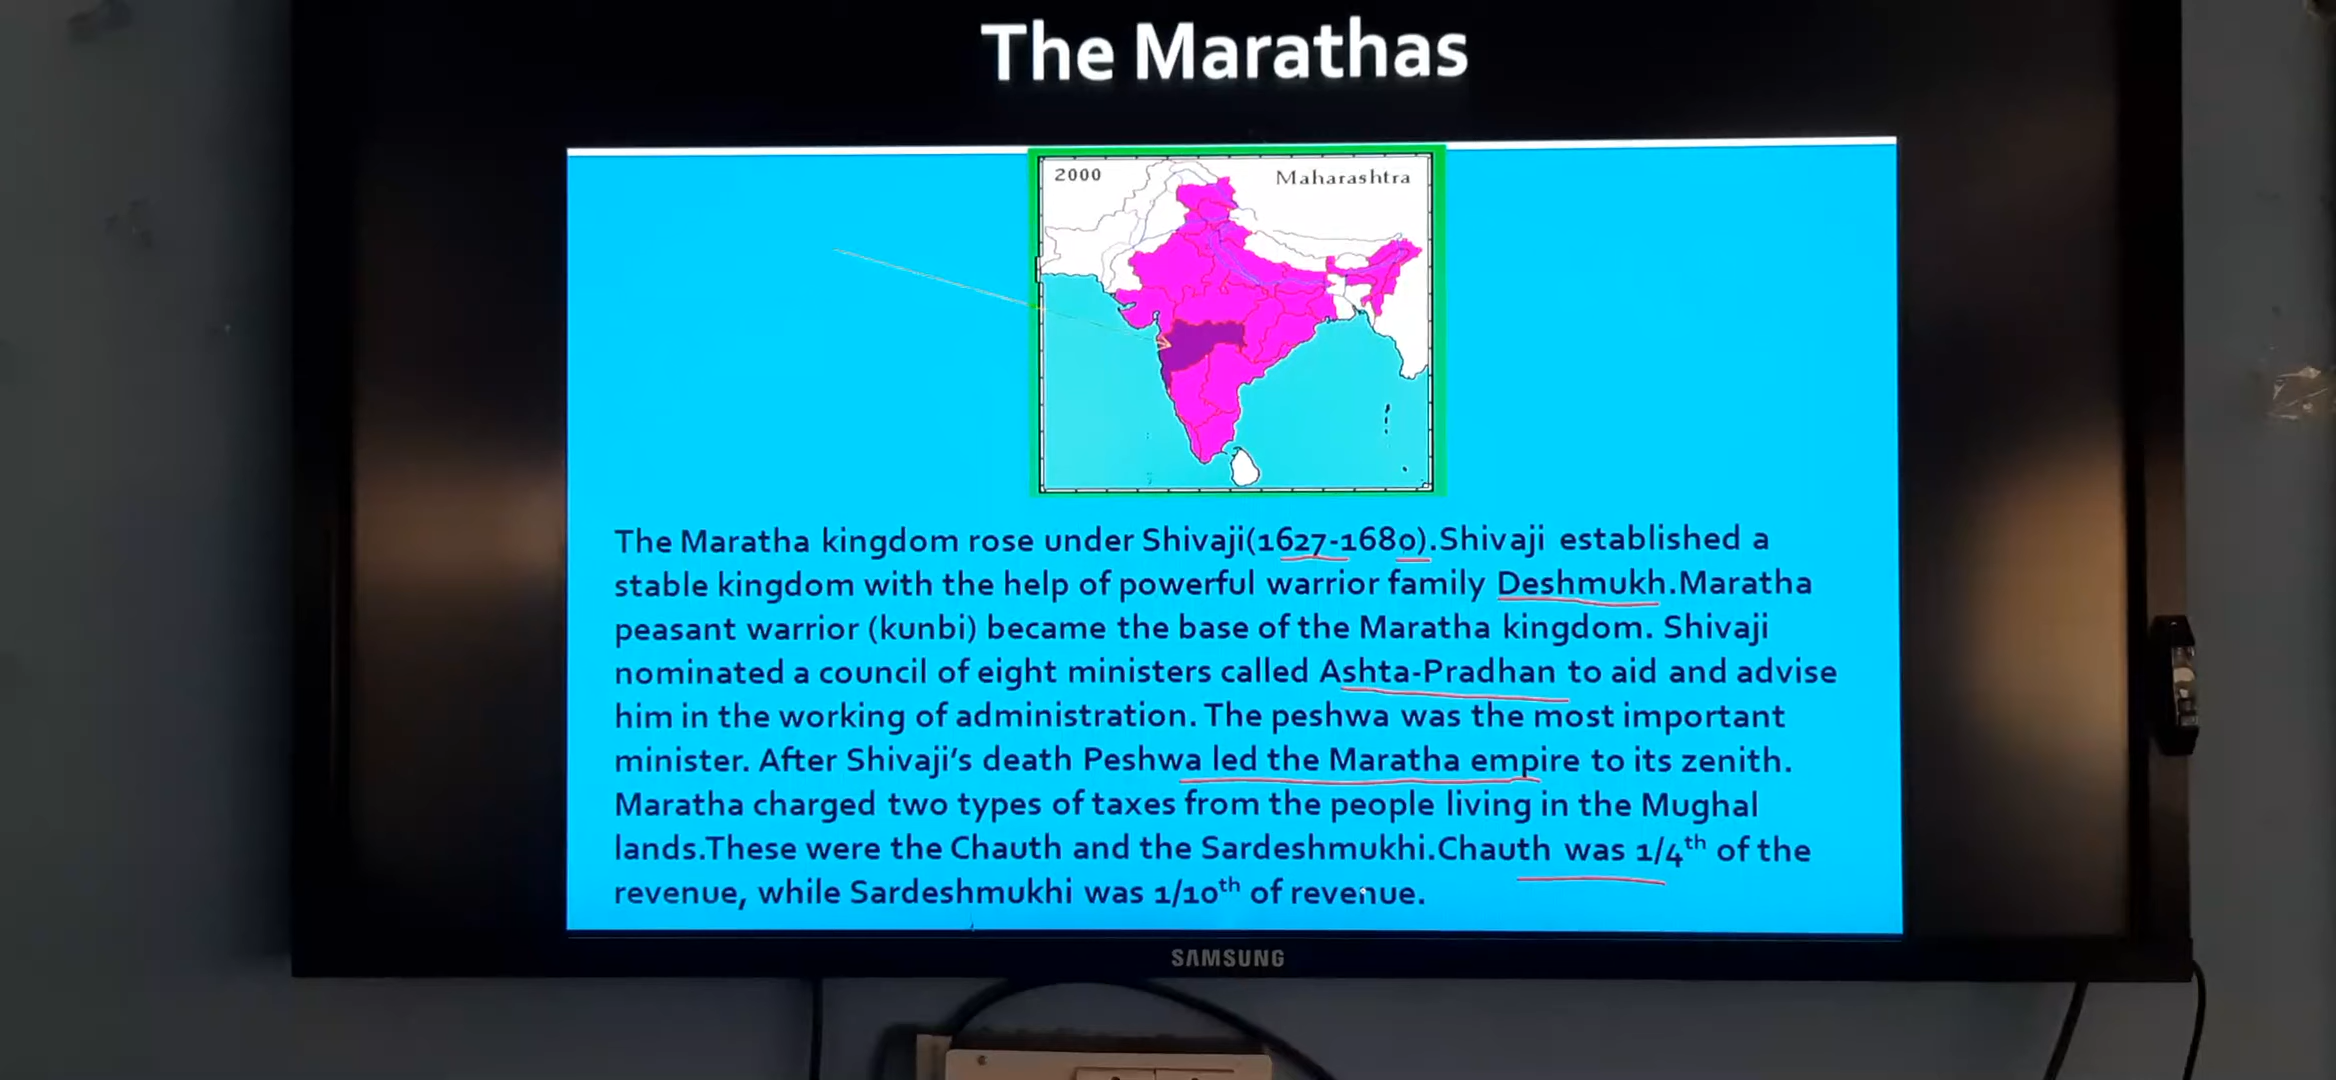 The Marathas
2000
Maharashtra
The Maratha kingdom rose under Shivaji(1627-1680).Shivaji established a
stable kingdom with the help of powerful warrior family Deshmukh.Maratha
peasant warrior (kunbi) became the base of the Maratha kingdom. Shivaji
nominated a council of eight ministers called Ashta-Pradhan to aid and advise
him in the working of administration. The peshwa was the most important
minister. After Shivaji's death Peshwa led the Maratha empire to its zenith.
Maratha charged two types of taxes from the people living in the Mughal
lands.These were the Chauth and the Sardeshmukhi.Chauth was 1/4th of the
revenue, while Sardeshmukhi was 1/10th of revenue.
SAMSUNG